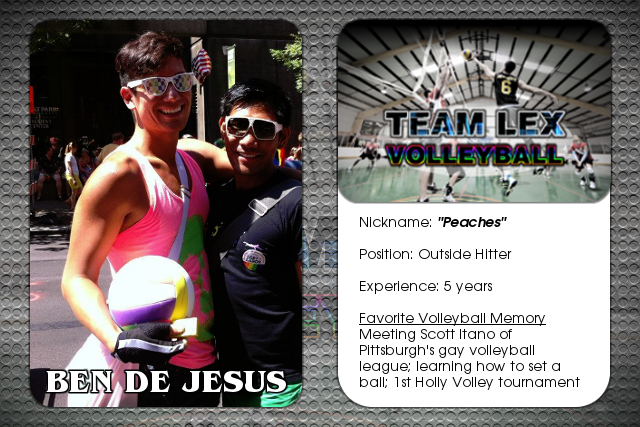 BEN DE JESUS
6
TEAM LEX
VOLLEYBALL
Nickname: "Peaches"
Position: Outside Hitter
Experience: 5 years
Favorite Volleyball Memory
Meeting Scott Itano of
Pittsburgh's gay volleyball
league; learning how to set a
ball; 1st Holly Volley tournament